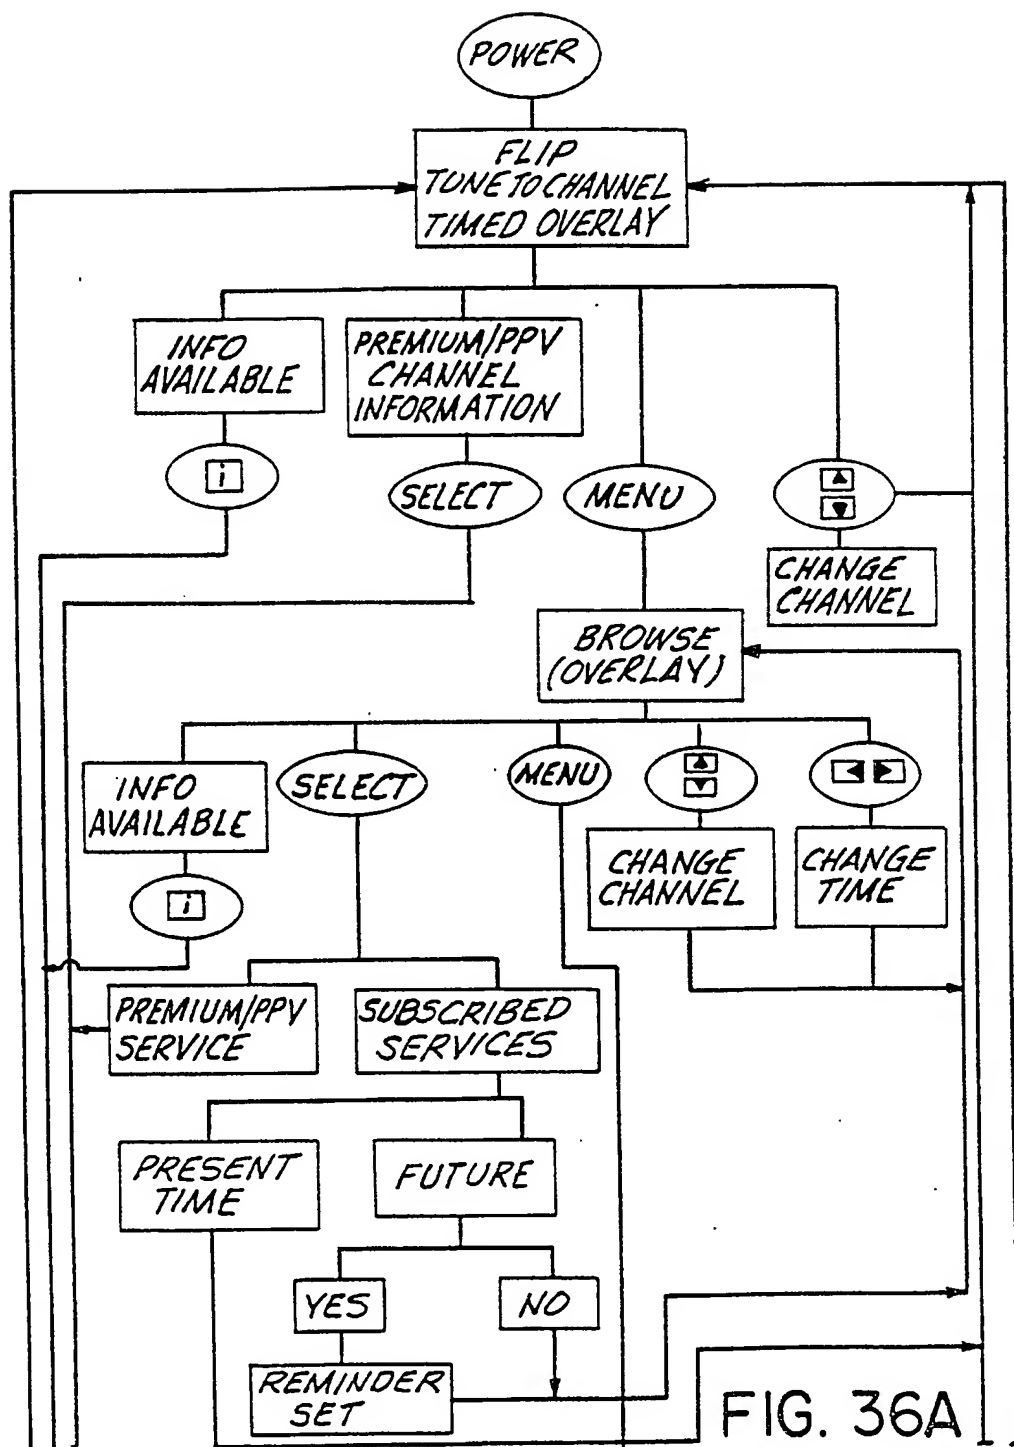 POWER
FLIP
TUNE TO CHANNEL
TIMED OVERLAY
INFO
AVAILABLE
PREMIUM/PPV
CHANNEL
INFORMATION
i
SELECT
MENU
CHANGE
CHANNEL
BROWSE
(OVERLAY)
INFO
AVAILABLE
SELECT
MENU
CHANGE
CHANNEL
CHANGE
TIME
i
PREMIUM/PPV
SERVICE
SUBSCRIBED
SERVICES
PRESENT
TIME
FUTURE
YES
NO
REMINDER
SET
FIG. 36A